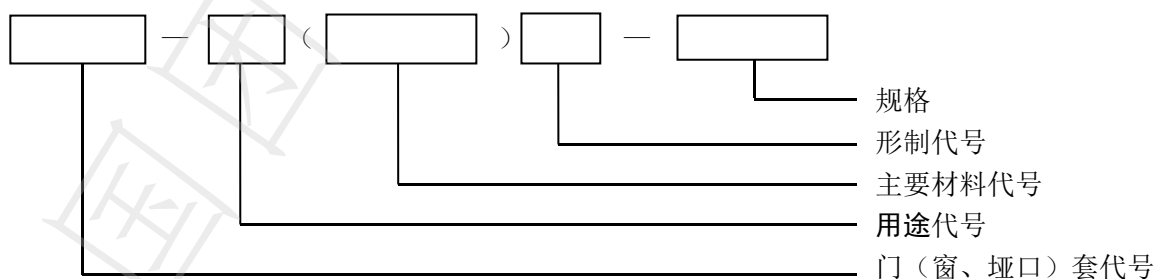 —（）—
规格
形制代号
主要材料代号
用途代号
门（窗、垭口）套代号